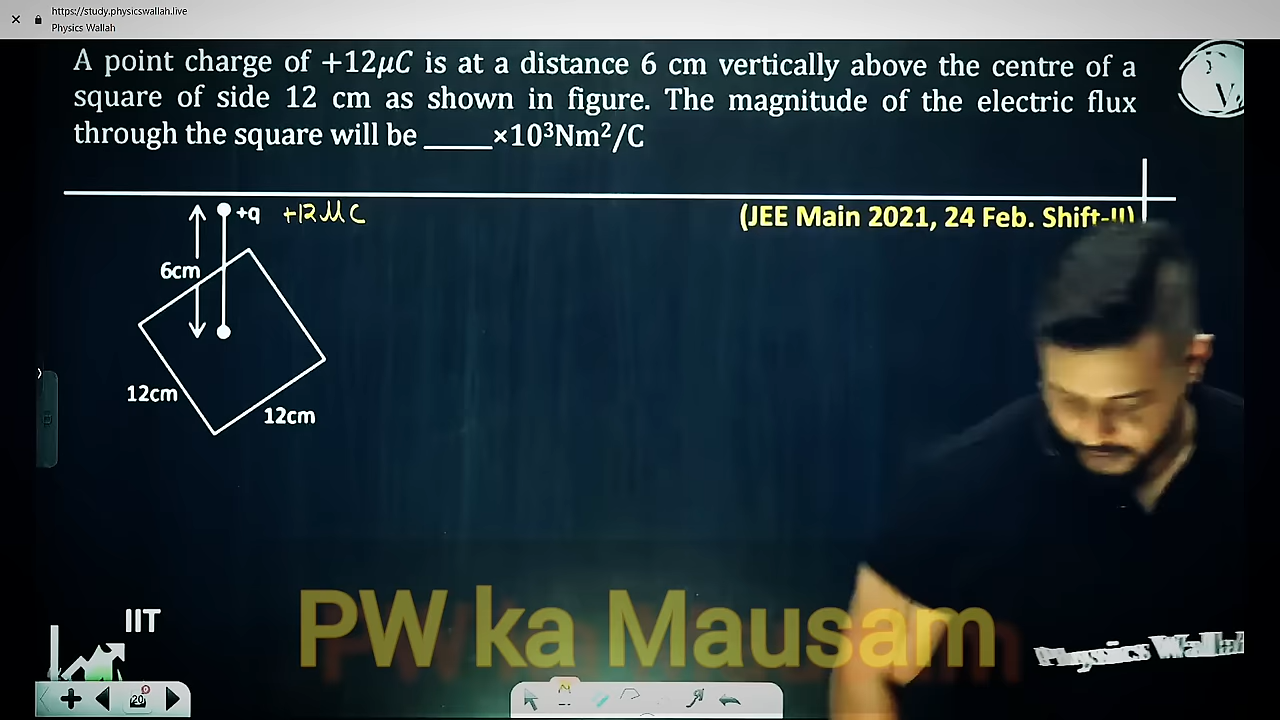 https://study.physicswallah.live
Physics Wallah
A point charge of +12μC is at a distance 6 cm vertically above the centre of a
square of side 12 cm as shown in figure. The magnitude of the electric flux
through the square will be _____×10³Nm²/C
+q +12μC
(JEE Main 2021, 24 Feb. Shift-II)
6cm
12cm
12cm
IIT
PW ka Mausam
Physics Wallah
20